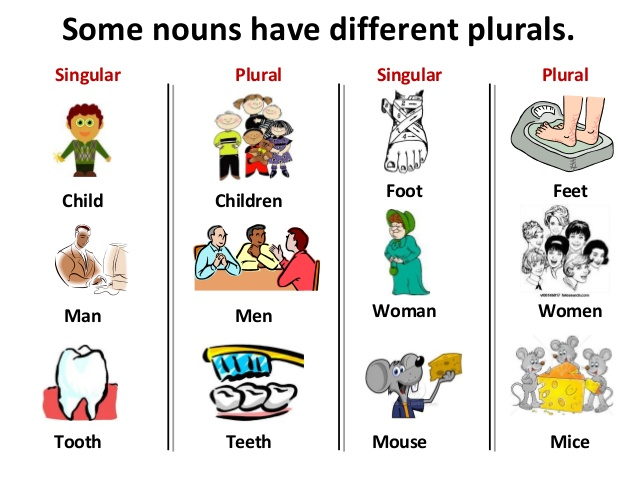 Some nouns have different plurals.
Singular Plural Singular Plural
Child Children Foot Feet
Man Men Woman Women
Tooth Teeth Mouse Mice